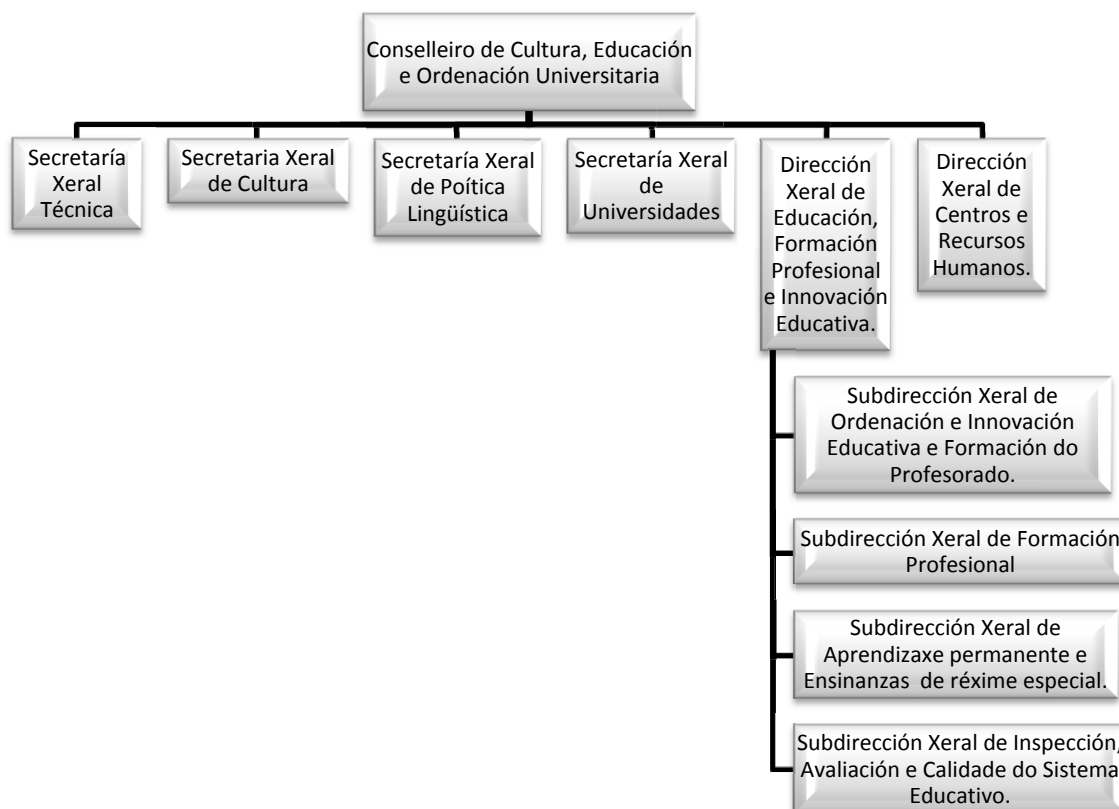 Conselleiro de Cultura, Educación
e Ordenación Universitaria
Secretaría
Xeral
Técnica
Secretaria Xeral
de Cultura
Secretaría Xeral
de Poítica
Lingüística
Secretaría Xeral
de
Universidades
Dirección
Xeral de
Educación,
Formación
Profesional
e Innovación
Educativa.
Dirección
Xeral de
Centros e
Recursos
Humanos.
Subdirección Xeral de
Ordenación e Innovación
Educativa e Formación do
Profesorado.
Subdirección Xeral de Formación
Profesional
Subdirección Xeral de
Aprendizaxe permanente e
Ensinanzas de réxime especial.
Subdirección Xeral de Inspección,
Avaliación e Calidade do Sistema
Educativo.